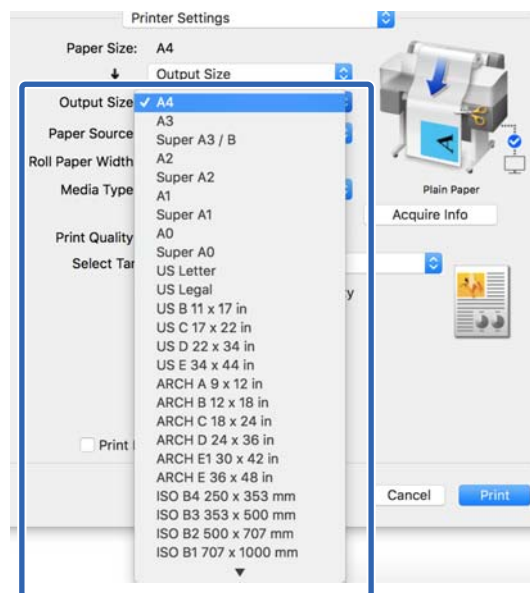 Printer Settings
Paper Size: A4
Output Size
Output Size ✓ A4
A3
Super A3 / B
Paper Source
A2
Roll Paper Width
Super A2
Media Type
A1
Plain Paper
Super A1
Acquire Info
Print Quality
A0
Super A0
Select Tar
US Letter
US Legal
y
US B 11 x 17 in
US C 17 x 22 in
US D 22 x 34 in
US E 34 x 44 in
ARCH A 9 x 12 in
ARCH B 12 x 18 in
ARCH C 18 x 24 in
ARCH D 24 x 36 in
Print
ARCH E1 30 x 42 in
ARCH E 36 x 48 in
ISO B4 250 x 353 mm
Cancel Print
ISO B3 353 x 500 mm
ISO B2 500 x 707 mm
ISO B1 707 x 1000 mm